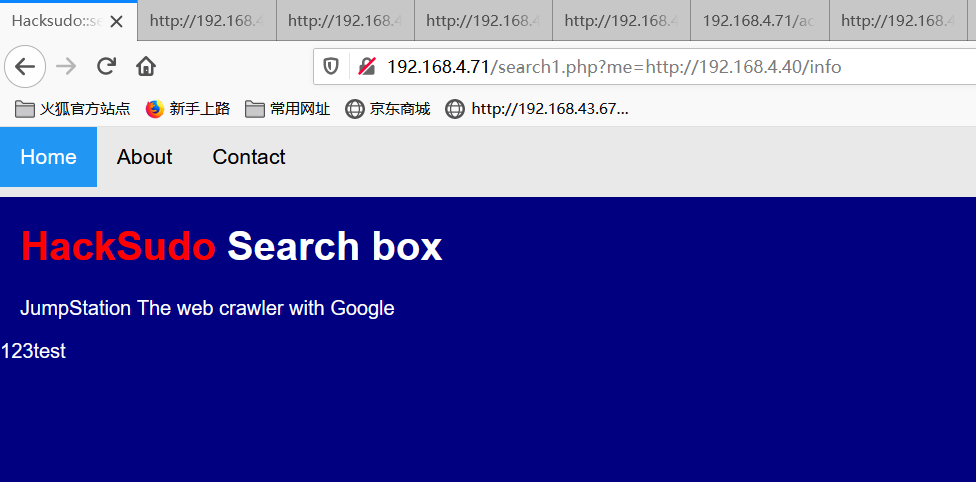 Hacksudo::se
http://192.168.4
http://192.168.4
http://192.168.4
http://192.168.4
192.168.4.71/ac
http://192.168.4
192.168.4.71/search1.php?me=http://192.168.4.40/info
火狐官方站点 新手上路 常用网址 京东商城 http://192.168.43.67...
Home About Contact
HackSudo Search box
JumpStation The web crawler with Google
123test